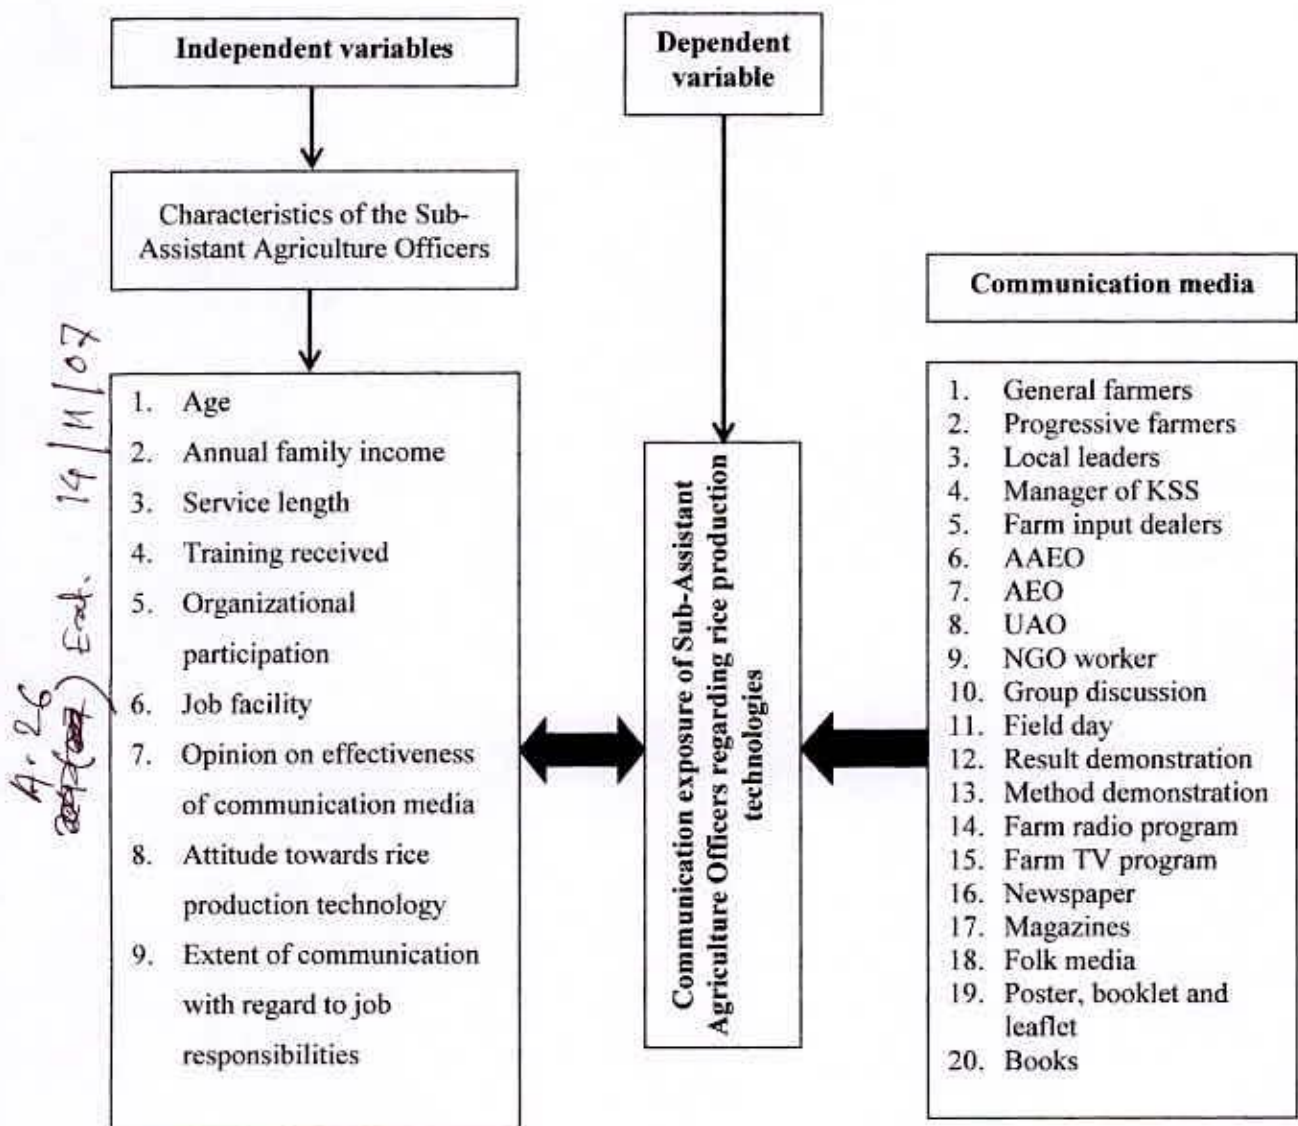 Independent variables
Characteristics of the Sub-
Assistant Agriculture Officers
1. Age
2. Annual family income
3. Service length
4. Training received
5. Organizational
participation
6. Job facility
7. Opinion on effectiveness
of communication media
8. Attitude towards rice
production technology
9. Extent of communication
with regard to job
responsibilities
Dependent
variable
Communication exposure of Sub-Assistant
Agriculture Officers regarding rice production
technologies
Communication media
1. General farmers
2. Progressive farmers
3. Local leaders
4. Manager of KSS
5. Farm input dealers
6. AAEO
7. AEO
8. UAO
9. NGO worker
10. Group discussion
11. Field day
12. Result demonstration
13. Method demonstration
14. Farm radio program
15. Farm TV program
16. Newspaper
17. Magazines
18. Folk media
19. Poster, booklet and
leaflet
20. Books